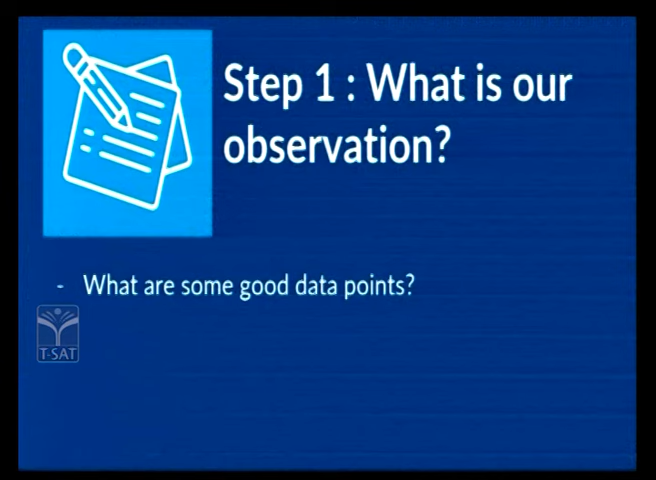 Step 1 : What is our
observation?
- What are some good data points?
T-SAT